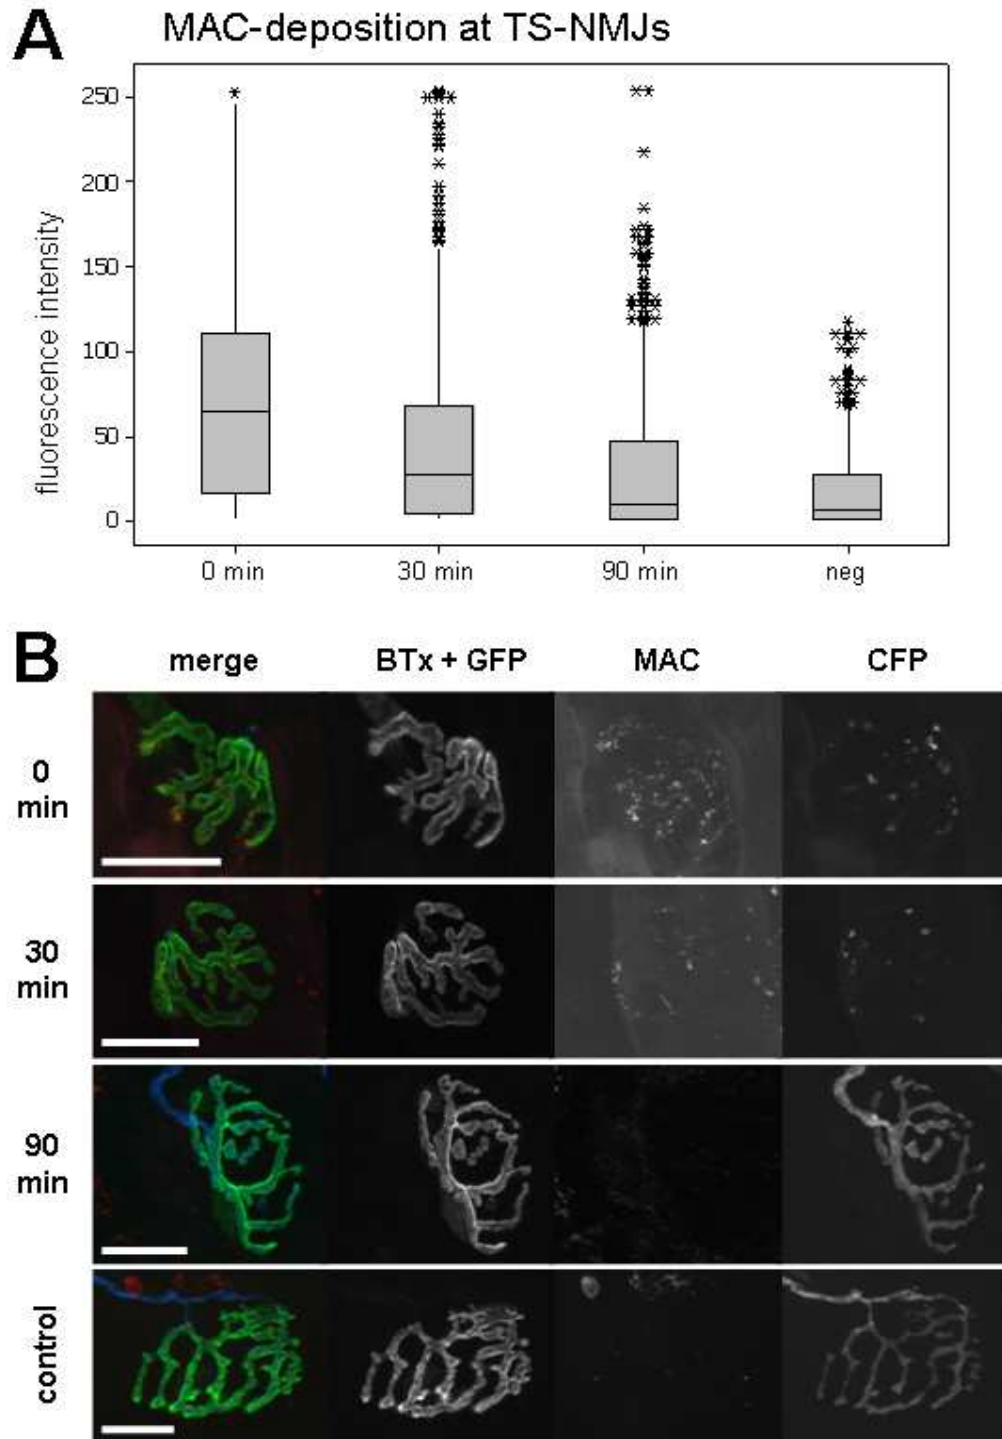 A MAC-deposition at TS-NMJs
250
200
150
100
50
0
fluorescence intensity
0 min 30 min 90 min neg
B merge BTx + GFP MAC CFP
0
min
30
min
90
min
control